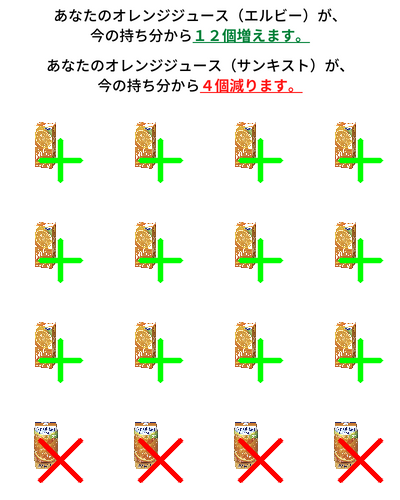 あなたのオレンジジュース（エルビー）が、
今の持ち分から１２個増えます。
あなたのオレンジジュース（サンキスト）が、
今の持ち分から４個減ります。